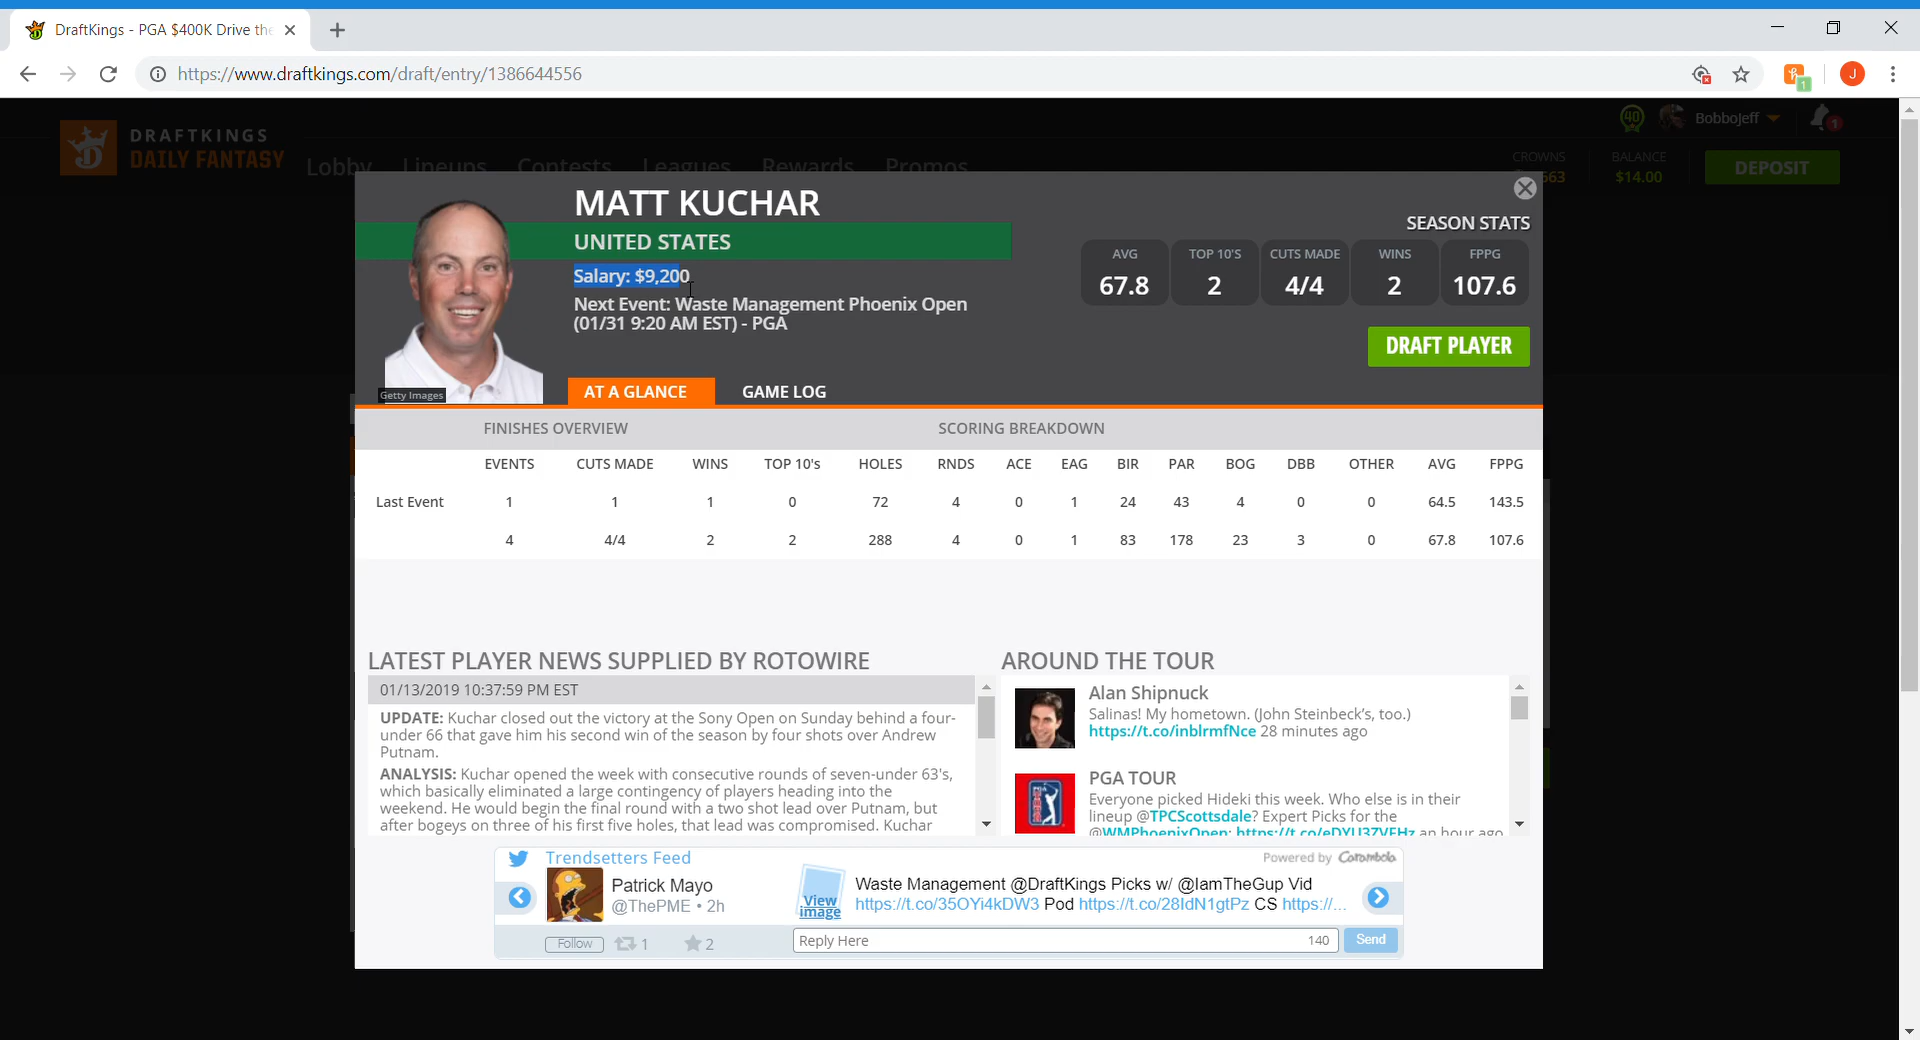 DraftKings - PGA $400K Drive the
https://www.draftkings.com/draft/entry/1386644556
1
J
DRAFTKINGS
DAILY FANTASY
Lobby Lineups Contests Leagues Rewards Promos
40
BobboJeff
1
CROWNS
663
BALANCE
$14.00
DEPOSIT
MATT KUCHAR
UNITED STATES
Salary: $9,200
Next Event: Waste Management Phoenix Open
(01/31 9:20 AM EST) - PGA
Getty Images
SEASON STATS
AVG TOP 10'S CUTS MADE WINS FPPG
67.8 2 4/4 2 107.6
DRAFT PLAYER
AT A GLANCE GAME LOG
FINISHES OVERVIEW SCORING BREAKDOWN
EVENTS CUTS MADE WINS TOP 10's HOLES RNDS ACE EAG BIR PAR BOG DBB OTHER AVG FPPG
Last Event 1 1 1 0 72 4 0 1 24 43 4 0 0 64.5 143.5
4 4/4 2 2 288 4 0 1 83 178 23 3 0 67.8 107.6
LATEST PLAYER NEWS SUPPLIED BY ROTOWIRE
01/13/2019 10:37:59 PM EST
UPDATE: Kuchar closed out the victory at the Sony Open on Sunday behind a four-
under 66 that gave him his second win of the season by four shots over Andrew
Putnam.
ANALYSIS: Kuchar opened the week with consecutive rounds of seven-under 63's,
which basically eliminated a large contingency of players heading into the
weekend. He would begin the final round with a two shot lead over Putnam, but
after bogeys on three of his first five holes, that lead was compromised. Kuchar
AROUND THE TOUR
Alan Shipnuck
Salinas! My hometown. (John Steinbeck's, too.)
https://t.co/inblrmfNce 28 minutes ago
PGA TOUR
Everyone picked Hideki this week. Who else is in their
lineup @TPCScottsdale? Expert Picks for the
@WMPhoenixOpen: https://t.co/eDYU3ZVFHz an hour ago
Trendsetters Feed
Powered by Carambola
Patrick Mayo
@ThePME • 2h
View
image
Waste Management @DraftKings Picks w/ @IamTheGup Vid
https://t.co/35OYi4kDW3 Pod https://t.co/28IdN1gtPz CS https://...
Follow 1 2
Reply Here 140 Send